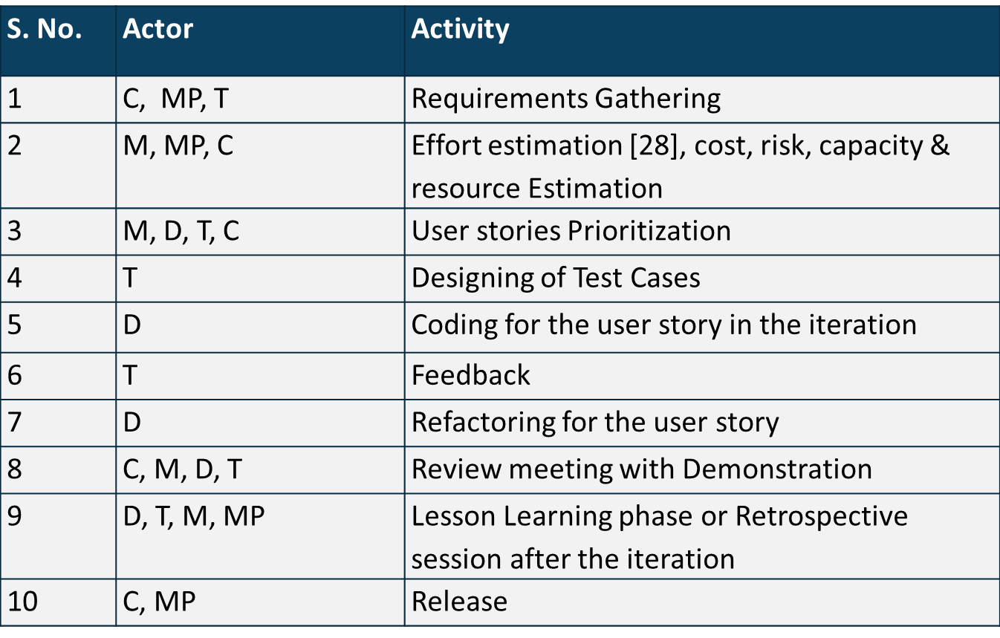 S. No. Actor Activity
1 C, MP, T Requirements Gathering
2 M, MP, C Effort estimation [28], cost, risk, capacity &
resource Estimation
3 M, D, T, C User stories Prioritization
4 T Designing of Test Cases
5 D Coding for the user story in the iteration
6 T Feedback
7 D Refactoring for the user story
8 C, M, D, T Review meeting with Demonstration
9 D, T, M, MP Lesson Learning phase or Retrospective
session after the iteration
10 C, MP Release